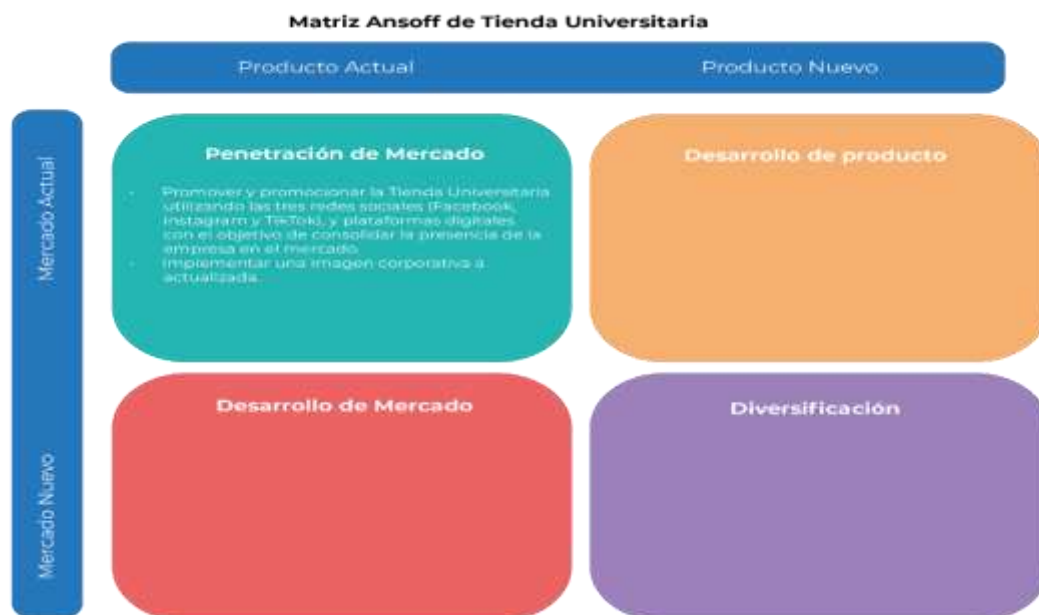 Matriz Ansoff de Tienda Universitaria
Producto Actual
Producto Nuevo
Mercado Actual
Penetración de Mercado
Promover y promocionar la Tienda Universitaria
utilizando las tres redes sociales (Facebook,
Instagram y TikTok), y plataformas digitales
con el objetivo de consolidar la presencia de la
empresa en el mercado.
Implementar una imagen corporativa a
actualizada.
Desarrollo de producto
Mercado Nuevo
Desarrollo de Mercado
Diversificación